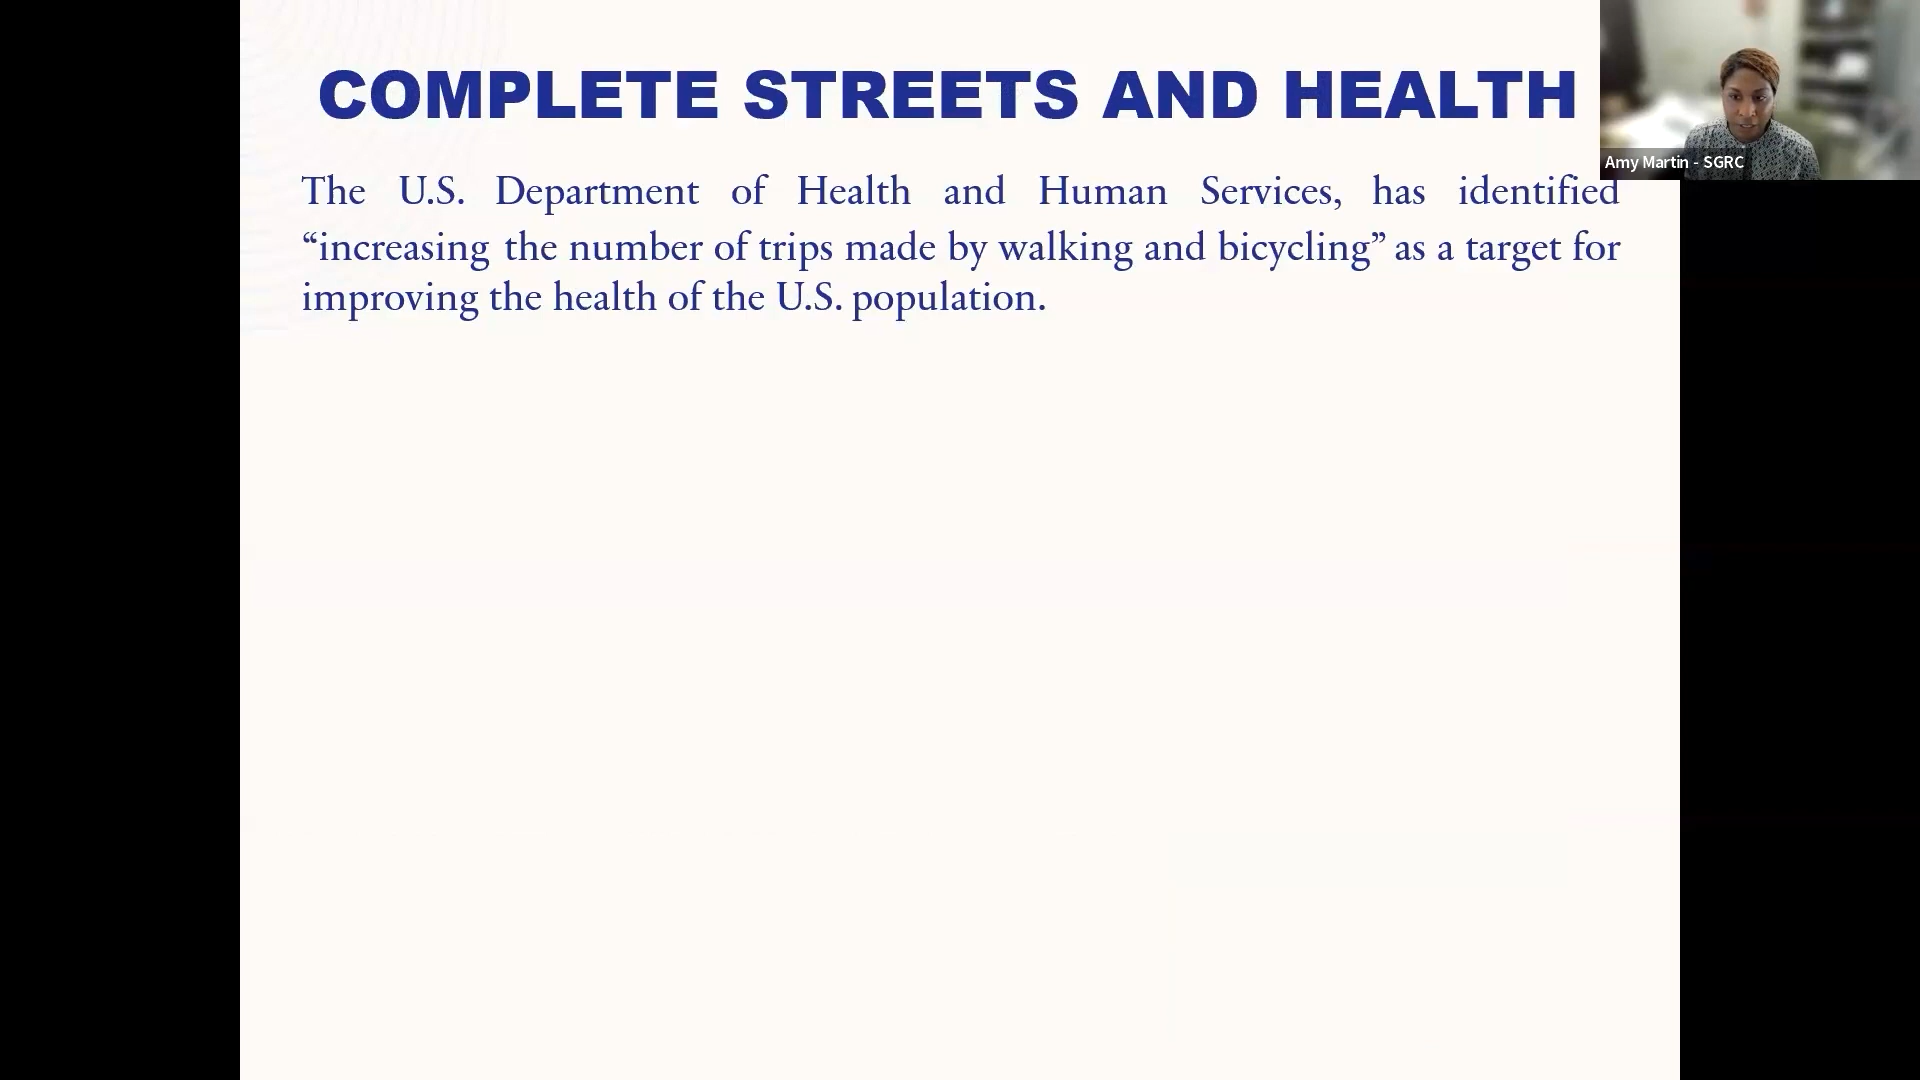 COMPLETE STREETS AND HEALTH
Amy Martin - SGRC
The U.S. Department of Health and Human Services, has identified
“increasing the number of trips made by walking and bicycling” as a target for
improving the health of the U.S. population.